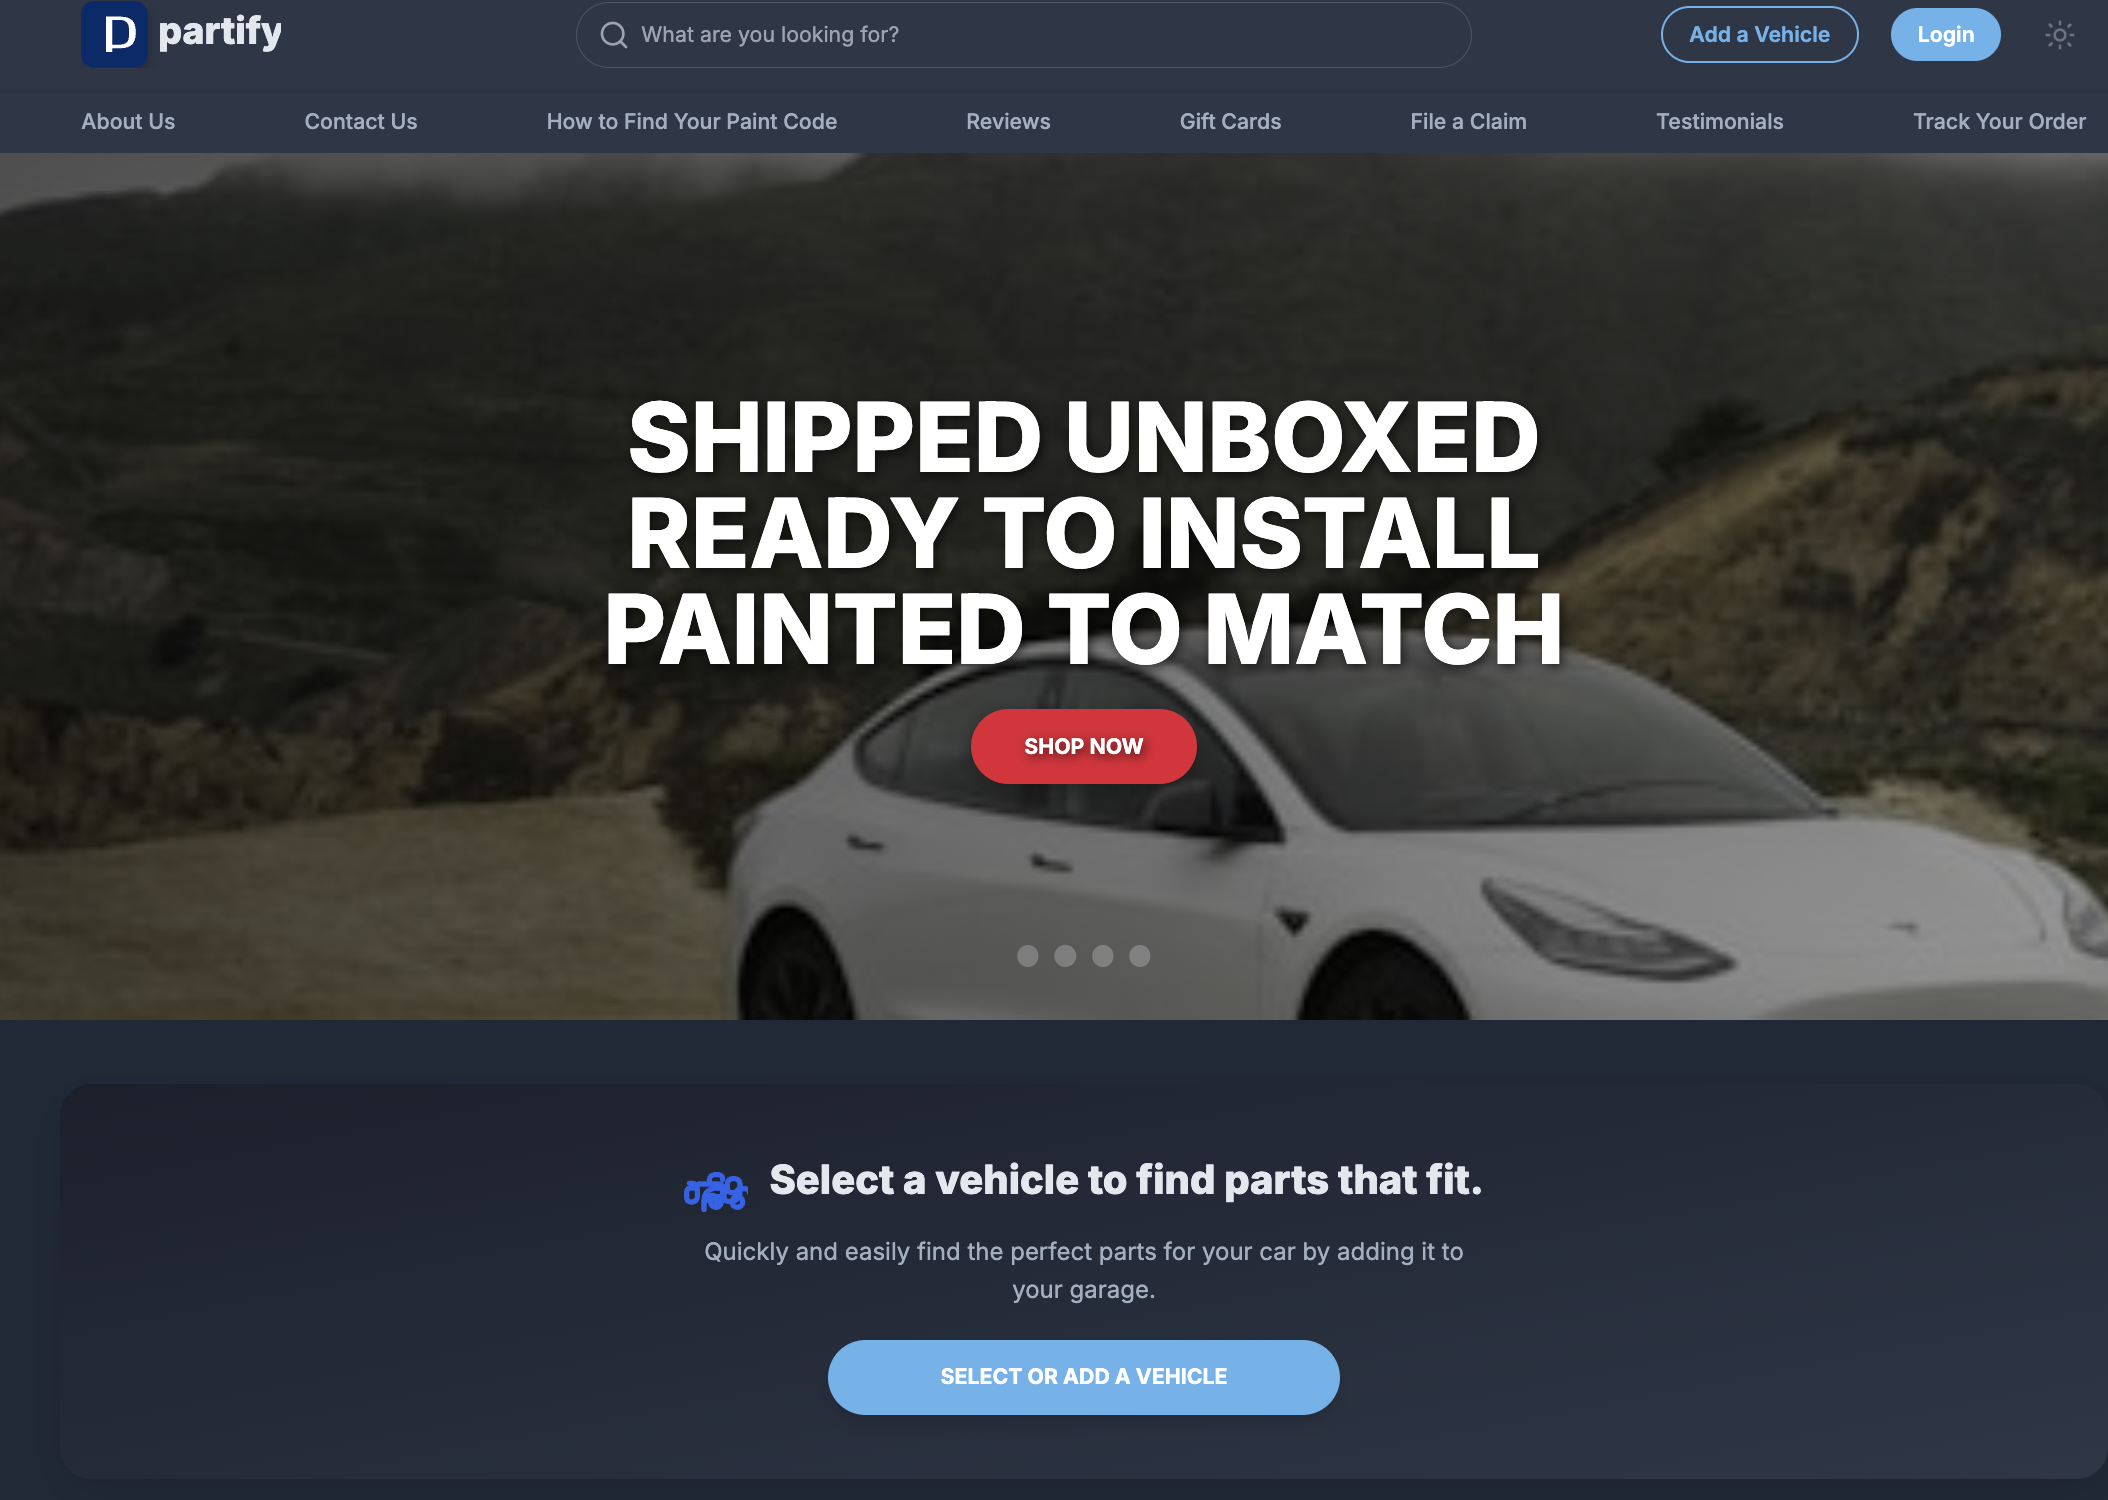 D partify
What are you looking for?
Add a Vehicle
Login
About Us
Contact Us
How to Find Your Paint Code
Reviews
Gift Cards
File a Claim
Testimonials
Track Your Order
SHIPPED UNBOXED
READY TO INSTALL
PAINTED TO MATCH
SHOP NOW
Select a vehicle to find parts that fit.
Quickly and easily find the perfect parts for your car by adding it to
your garage.
SELECT OR ADD A VEHICLE